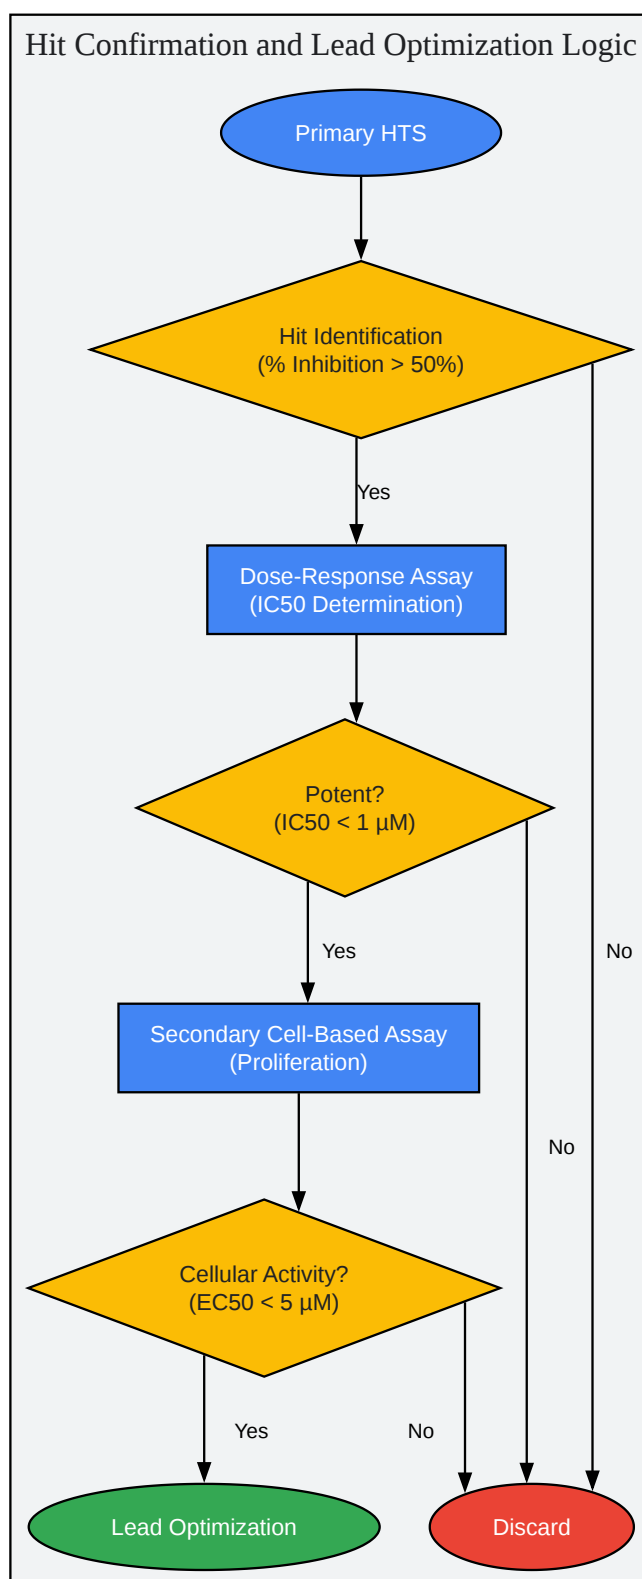 Hit Confirmation and Lead Optimization Logic
Primary HTS
Hit Identification
(% Inhibition > 50%)
Yes
Dose-Response Assay
(IC50 Determination)
Potent?
(IC50 < 1 µM)
Yes
No
Secondary Cell-Based Assay
(Proliferation)
No
Cellular Activity?
(EC50 < 5 µM)
Yes
No
Lead Optimization
Discard